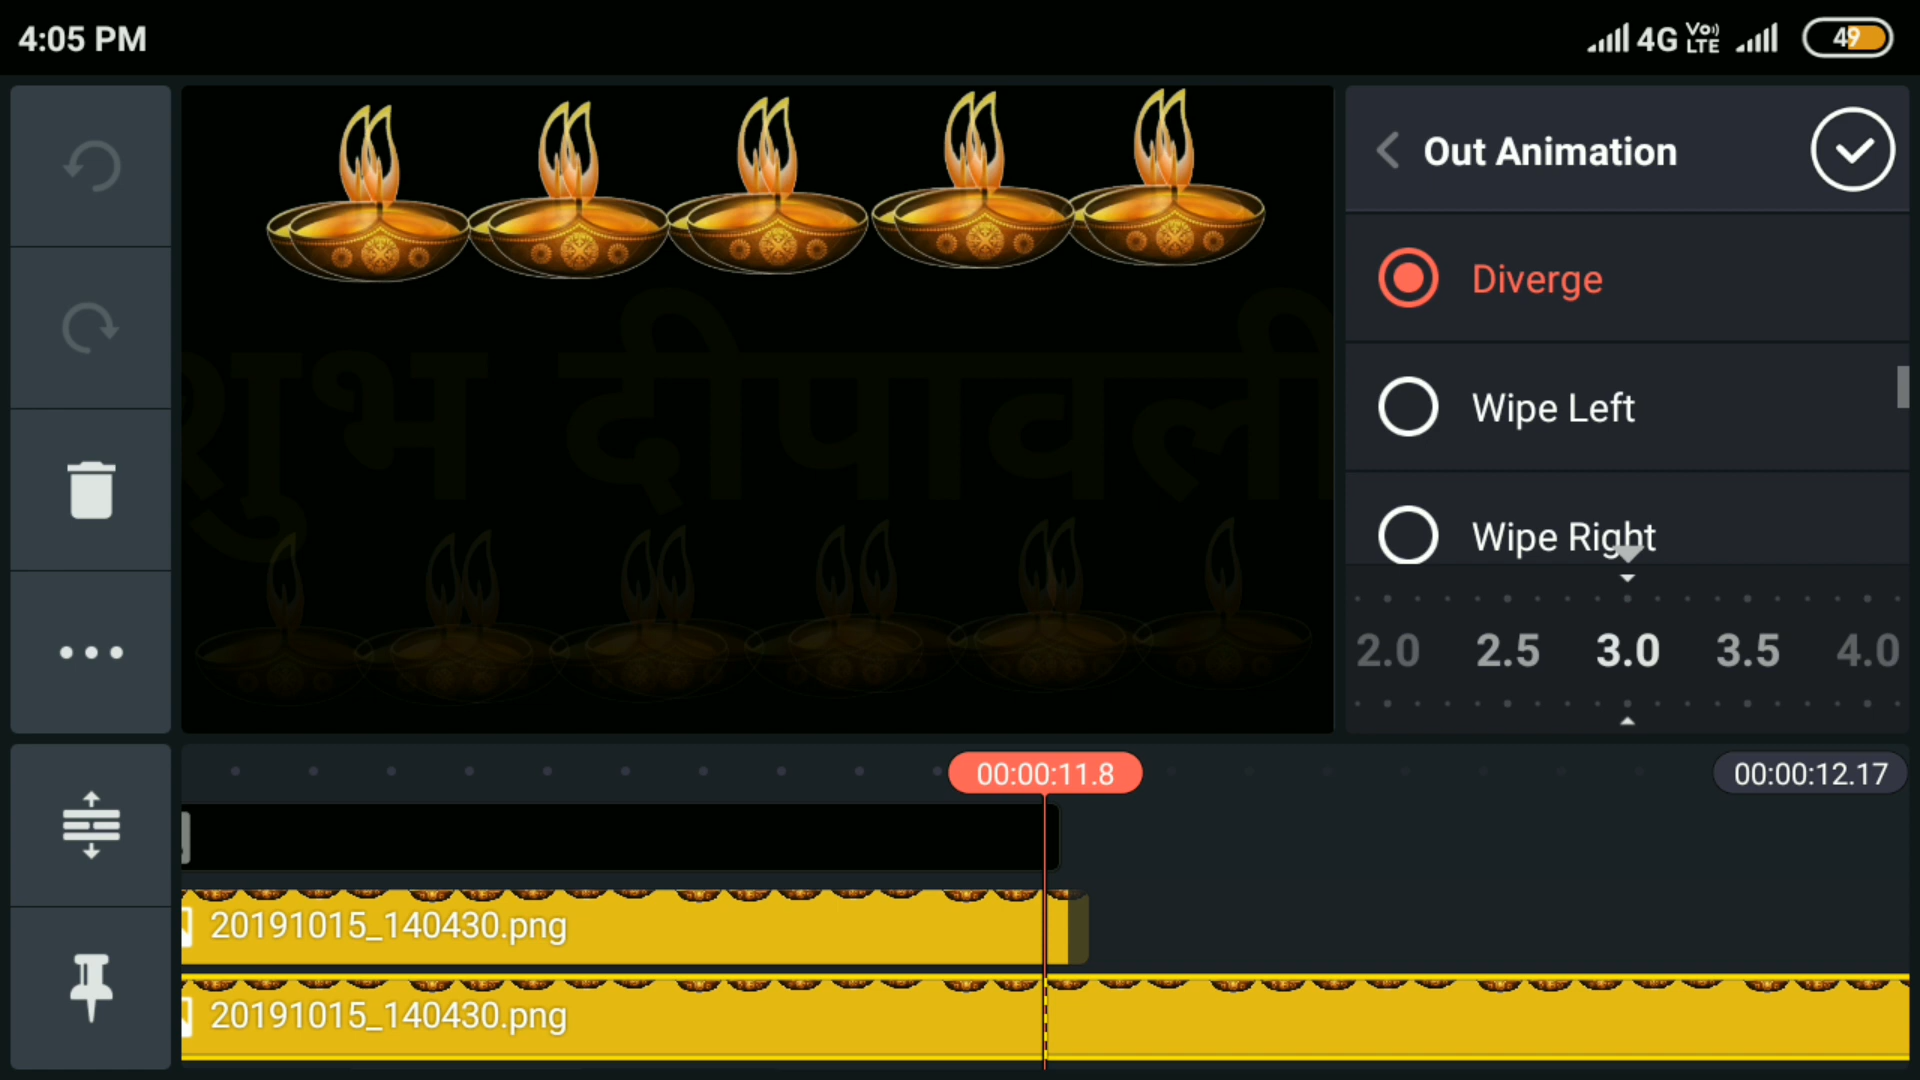 4:05 PM
4G VoLTE 49
Out Animation
Diverge
शुभ दीपावली
Wipe Left
Wipe Right
2.0 2.5 3.0 3.5 4.0
00:00:11.8
00:00:12.17
20191015_140430.png
20191015_140430.png